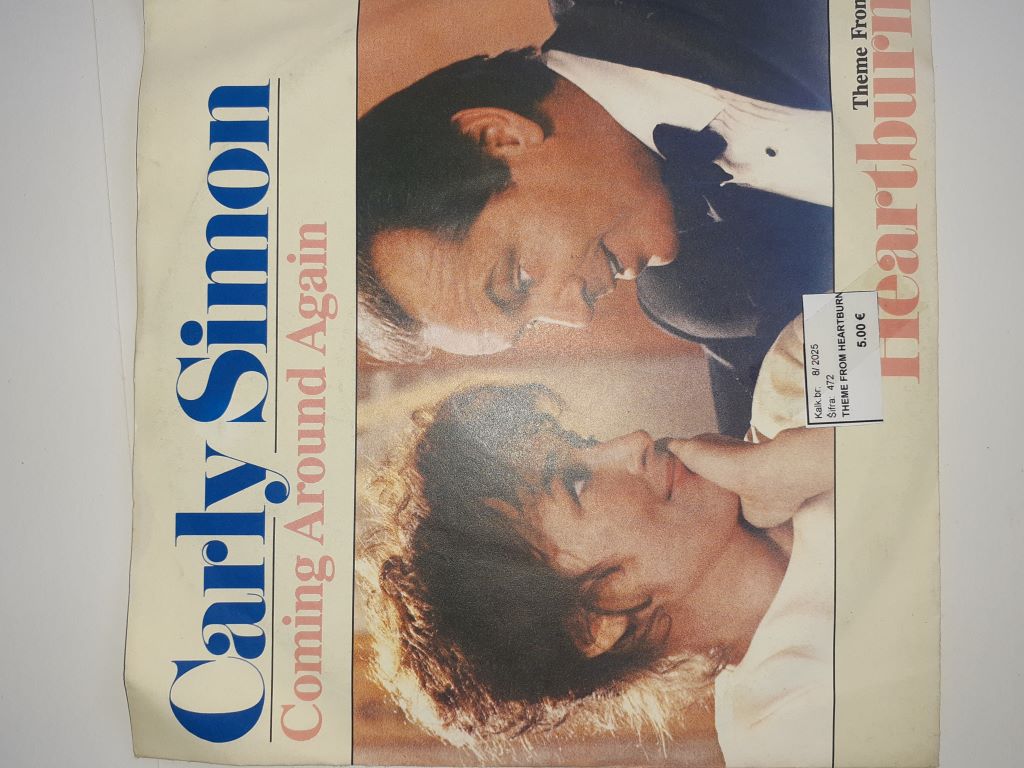 Carly Simon
Coming Around Again
Kalk.br: 8/ 2025
Šifra: 472
THEME FROM HEARTBURN
5.00 €
Theme From
Heartburn